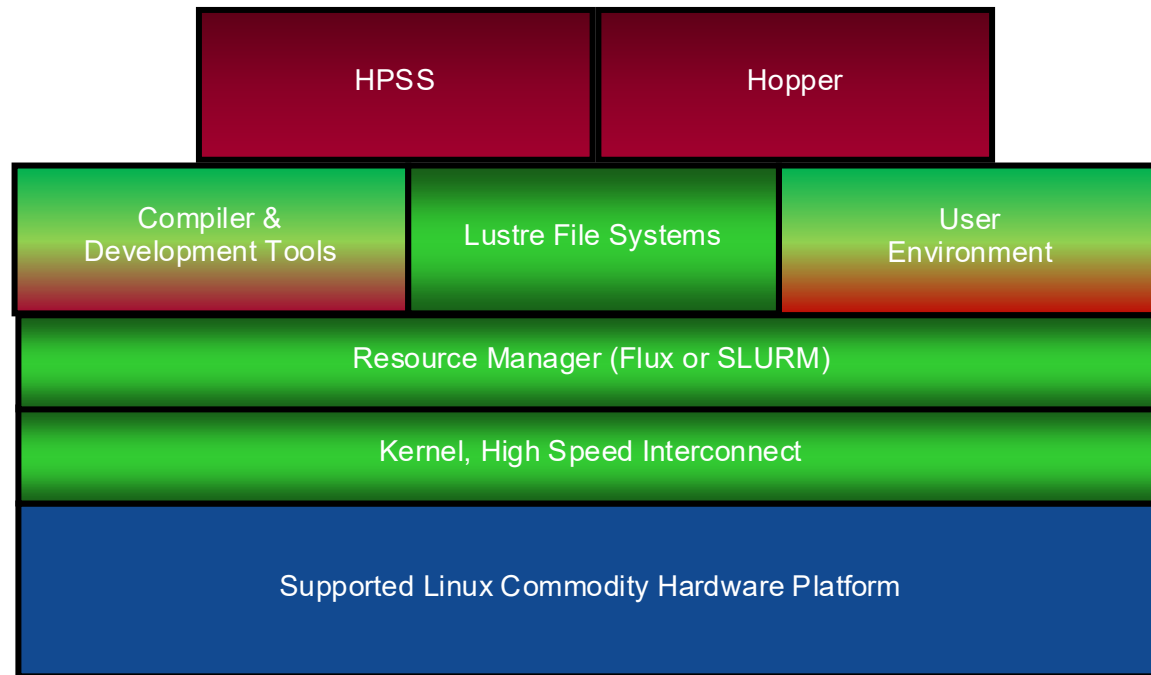 HPSS
Hopper
Compiler &
Development Tools
Lustre File Systems
User
Environment
Resource Manager (Flux or SLURM)
Kernel, High Speed Interconnect
Supported Linux Commodity Hardware Platform